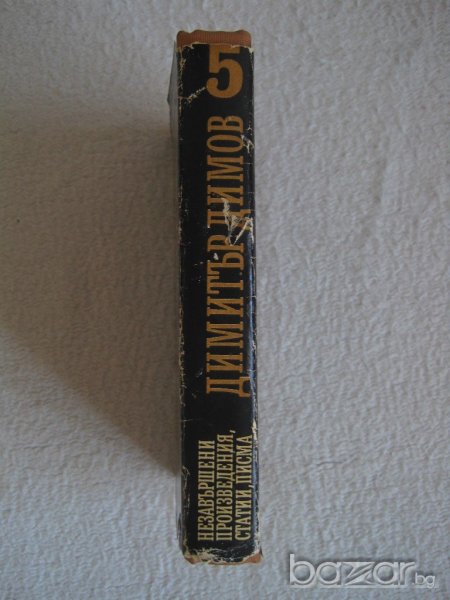 5
ДИМИТЪР ДИМОВ
НЕЗАВЪРШЕНИ
ПРОИЗВЕДЕНИЯ,
СТАТИИ, ПИСМА
bazar.bg